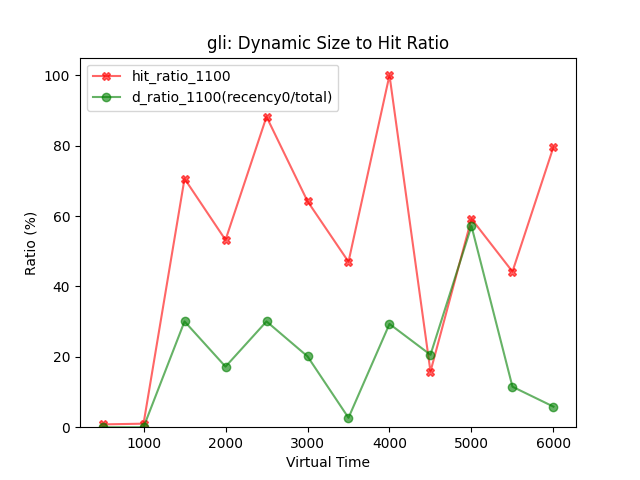 gli: Dynamic Size to Hit Ratio
hit_ratio_1100
d_ratio_1100(recency0/total)
Ratio (%)
100
80
60
40
20
0
1000 2000 3000 4000 5000 6000
Virtual Time